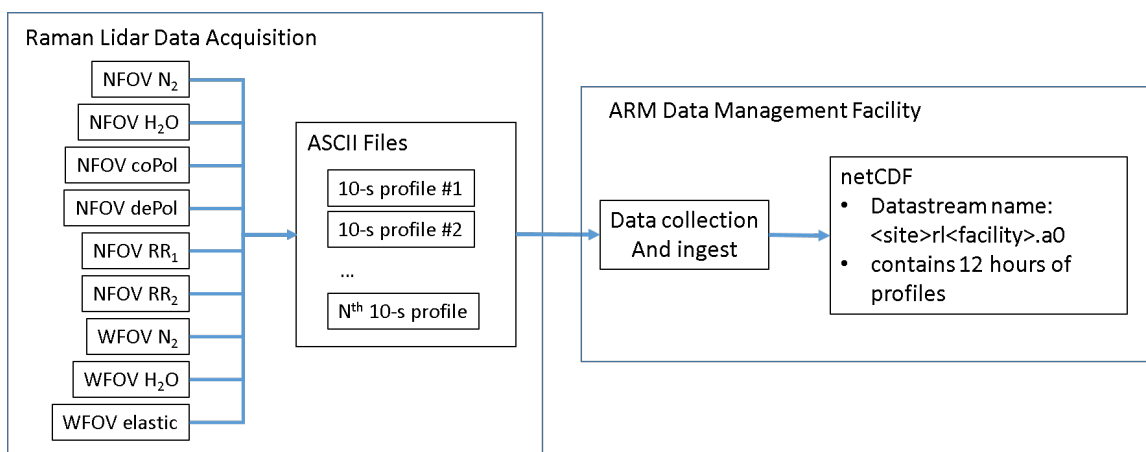 Raman Lidar Data Acquisition
NFOV N₂
NFOV H₂O
NFOV coPol
NFOV dePol
NFOV RR₁
NFOV RR₂
WFOV N₂
WFOV H₂O
WFOV elastic
ASCII Files
10-s profile #1
10-s profile #2
...
Nᵗʰ 10-s profile
ARM Data Management Facility
Data collection
And ingest
netCDF
• Datastream name:
<site>rl<facility>.a0
• contains 12 hours of
profiles